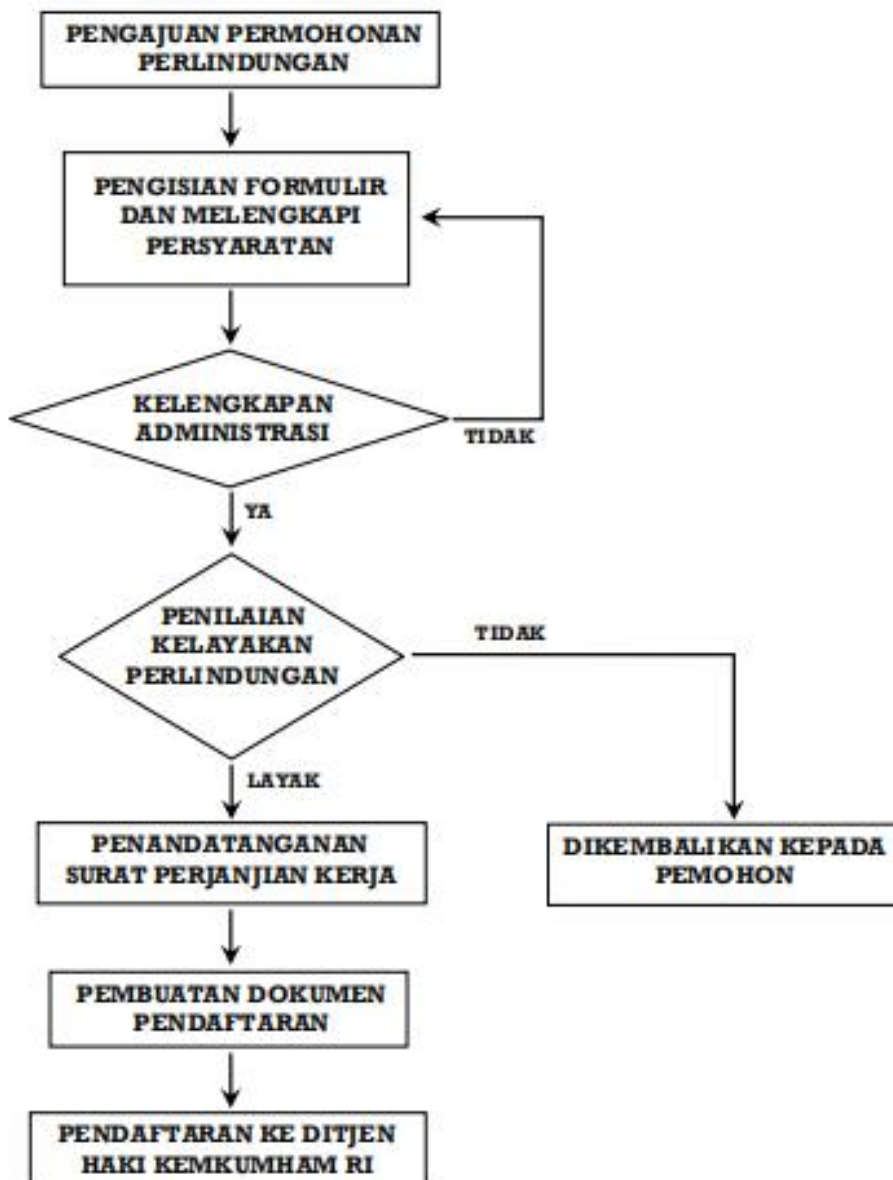 PENGAJUAN PERMOHONAN
PERLINDUNGAN
PENGISIAN FORMULIR
DAN MELENGKAPI
PERSYARATAN
KELENGKAPAN
ADMINISTRASI
TIDAK
YA
PENILAIAN
KELAYAKAN
PERLINDUNGAN
TIDAK
LAYAK
PENANDATANGANAN
SURAT PERJANJIAN KERJA
DIKEMBALIKAN KEPADA
PEMOHON
PEMBUATAN DOKUMEN
PENDAFTARAN
PENDAFTARAN KE DITJEN
HAKI KEMKUMHAM RI